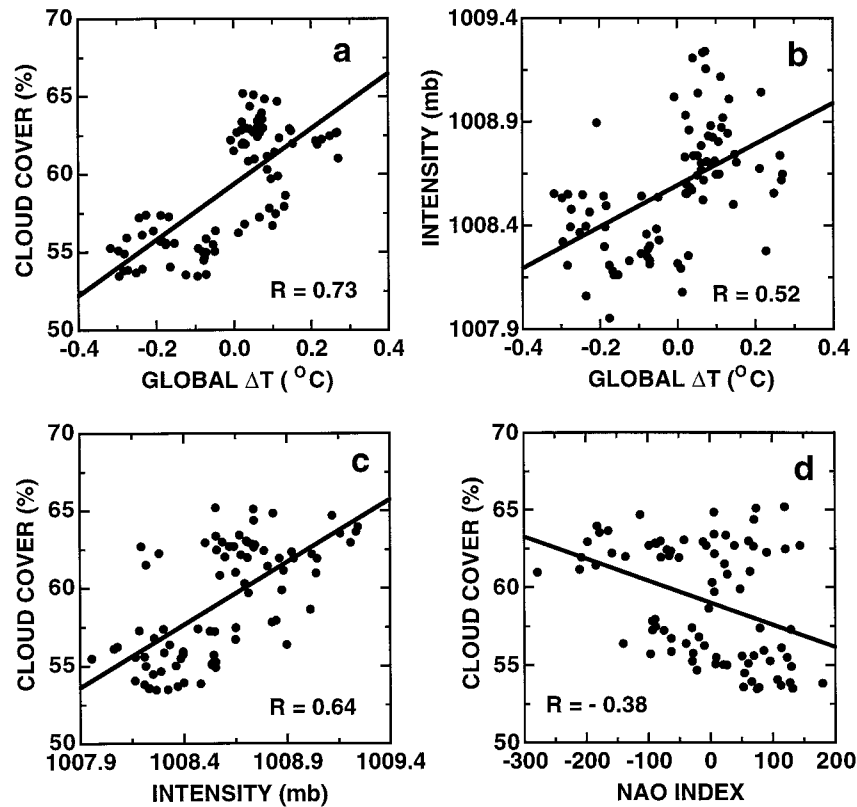 70
65
60
55
50
CLOUD COVER (%)
a
R = 0.73
-0.4 -0.2 0.0 0.2 0.4
GLOBAL ΔT (°C)
1009.4
1008.9
1008.4
1007.9
INTENSITY (mb)
b
R = 0.52
-0.4 -0.2 0.0 0.2 0.4
GLOBAL ΔT (°C)
70
65
60
55
50
CLOUD COVER (%)
c
R = 0.64
1007.9 1008.4 1008.9 1009.4
INTENSITY (mb)
70
65
60
55
50
CLOUD COVER (%)
d
R = - 0.38
-300 -200 -100 0 100 200
NAO INDEX